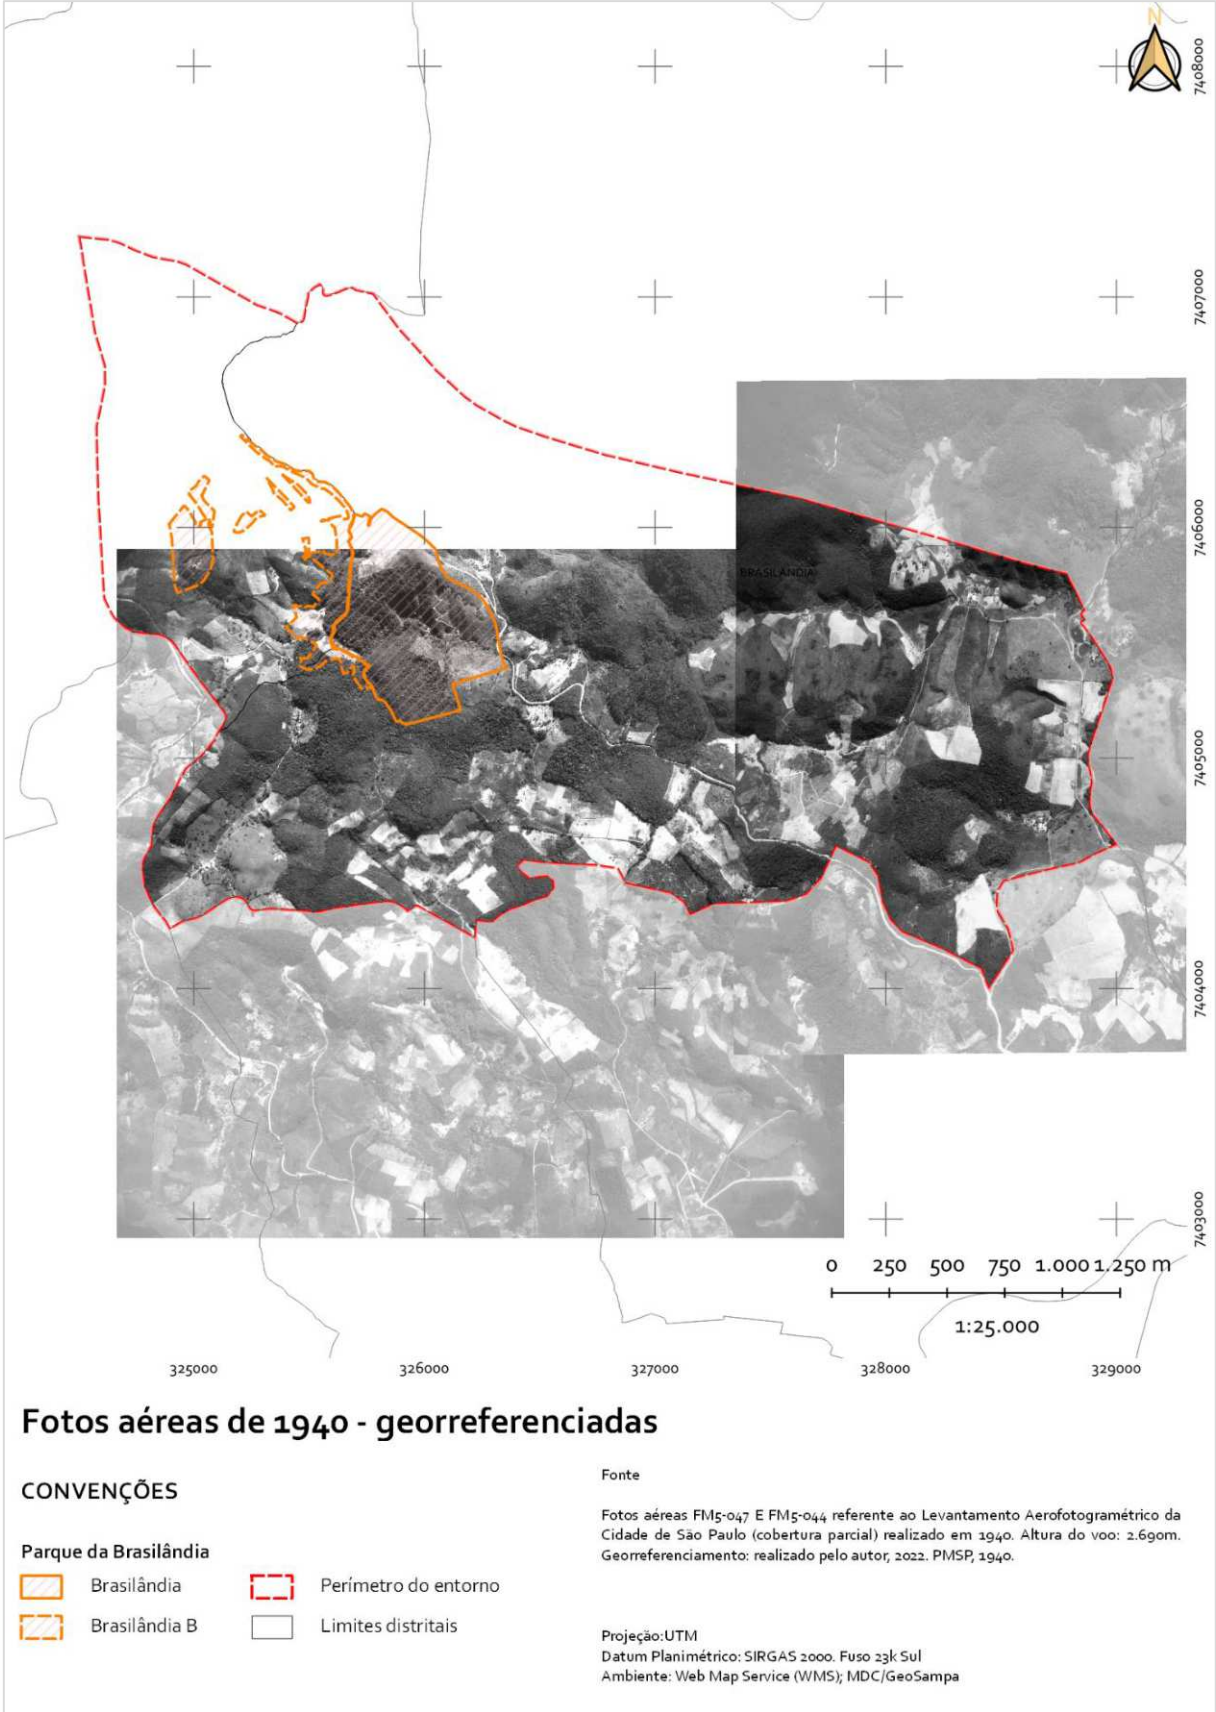 N
7408000
7407000
7406000
BRASILÂNDIA
7405000
7404000
7403000
0 250 500 750 1.000 1.250 m
1:25.000
325000 326000 327000 328000 329000
Fotos aéreas de 1940 - georreferenciadas
CONVENÇÕES
Parque da Brasilândia
Brasilândia
Perímetro do entorno
Brasilândia B
Limites distritais
Fonte
Fotos aéreas FM5-047 E FM5-044 referente ao Levantamento Aerofotogramétrico da
Cidade de São Paulo (cobertura parcial) realizado em 1940. Altura do voo: 2.690m.
Georreferenciamento: realizado pelo autor, 2022. PMSP, 1940.
Projeção:UTM
Datum Planimétrico: SIRGAS 2000. Fuso 23k Sul
Ambiente: Web Map Service (WMS); MDC/GeoSampa